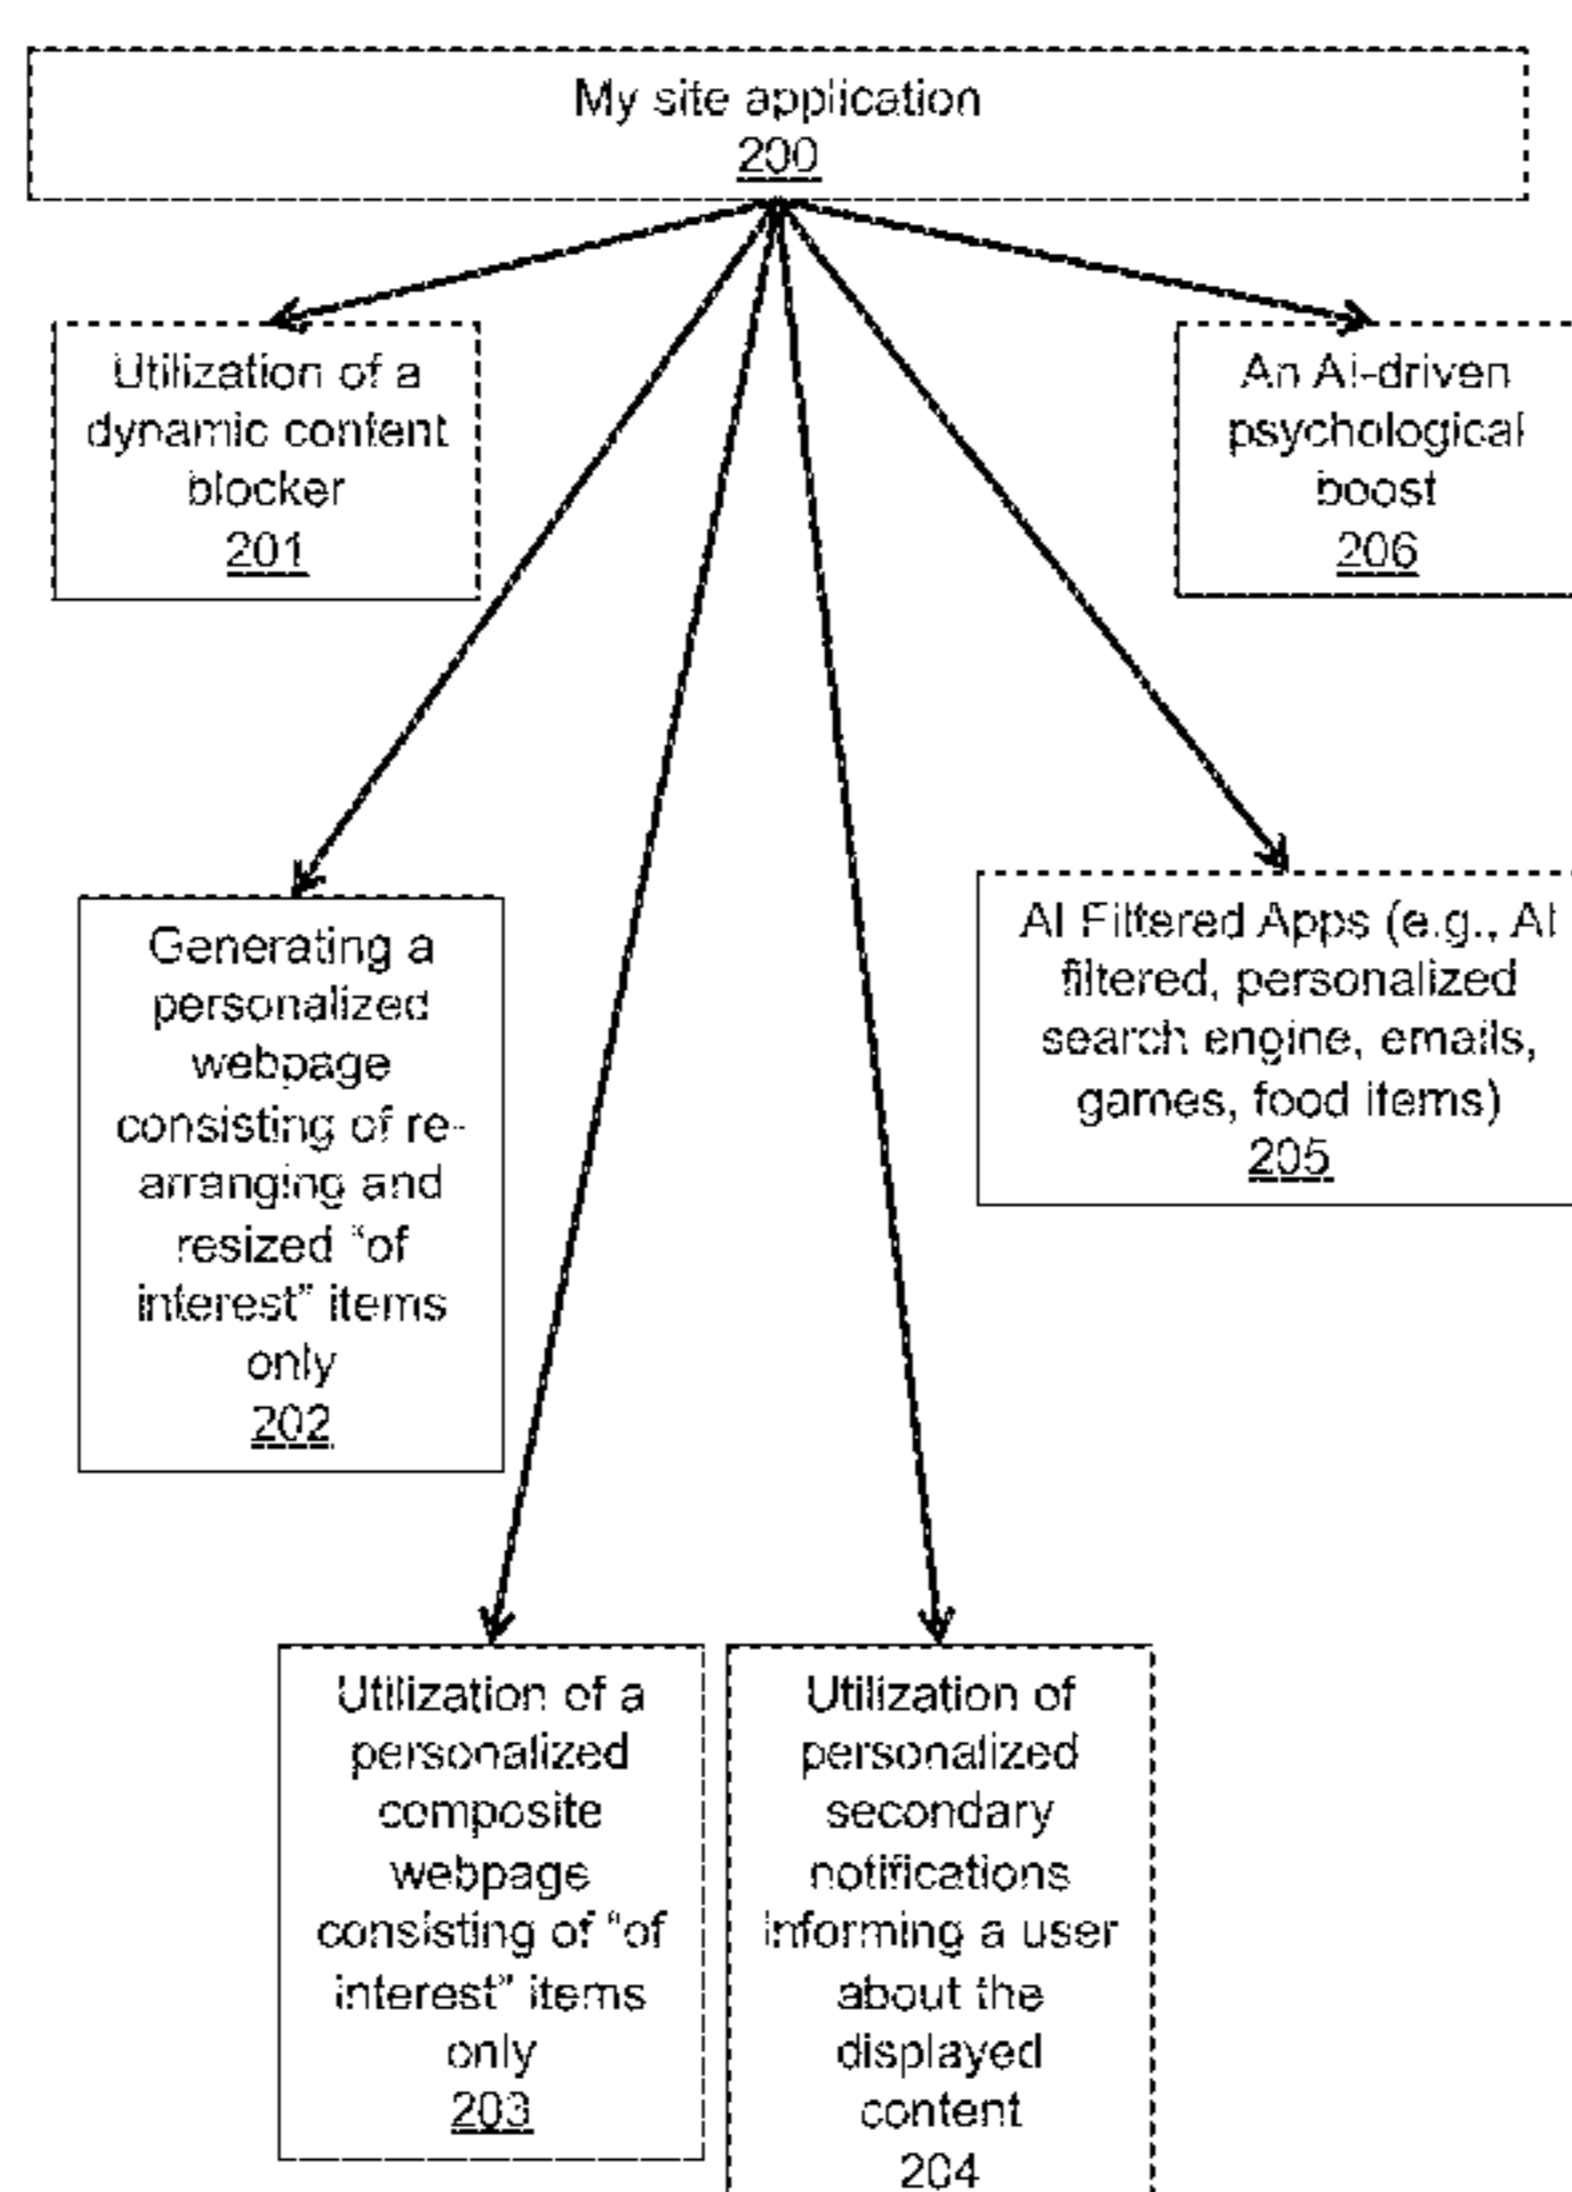 My site application
200
Utilization of a
dynamic content
blocker
201
An AI-driven
psychological
boost
206
Generating a
personalized
webpage
consisting of re-
arranging and
resized “of
interest” items
only
202
AI Filtered Apps (e.g., AI
filtered, personalized
search engine, emails,
games, food items)
205
Utilization of a
personalized
composite
webpage
consisting of “of
interest” items
only
203
Utilization of
personalized
secondary
notifications
informing a user
about the
displayed
content
204